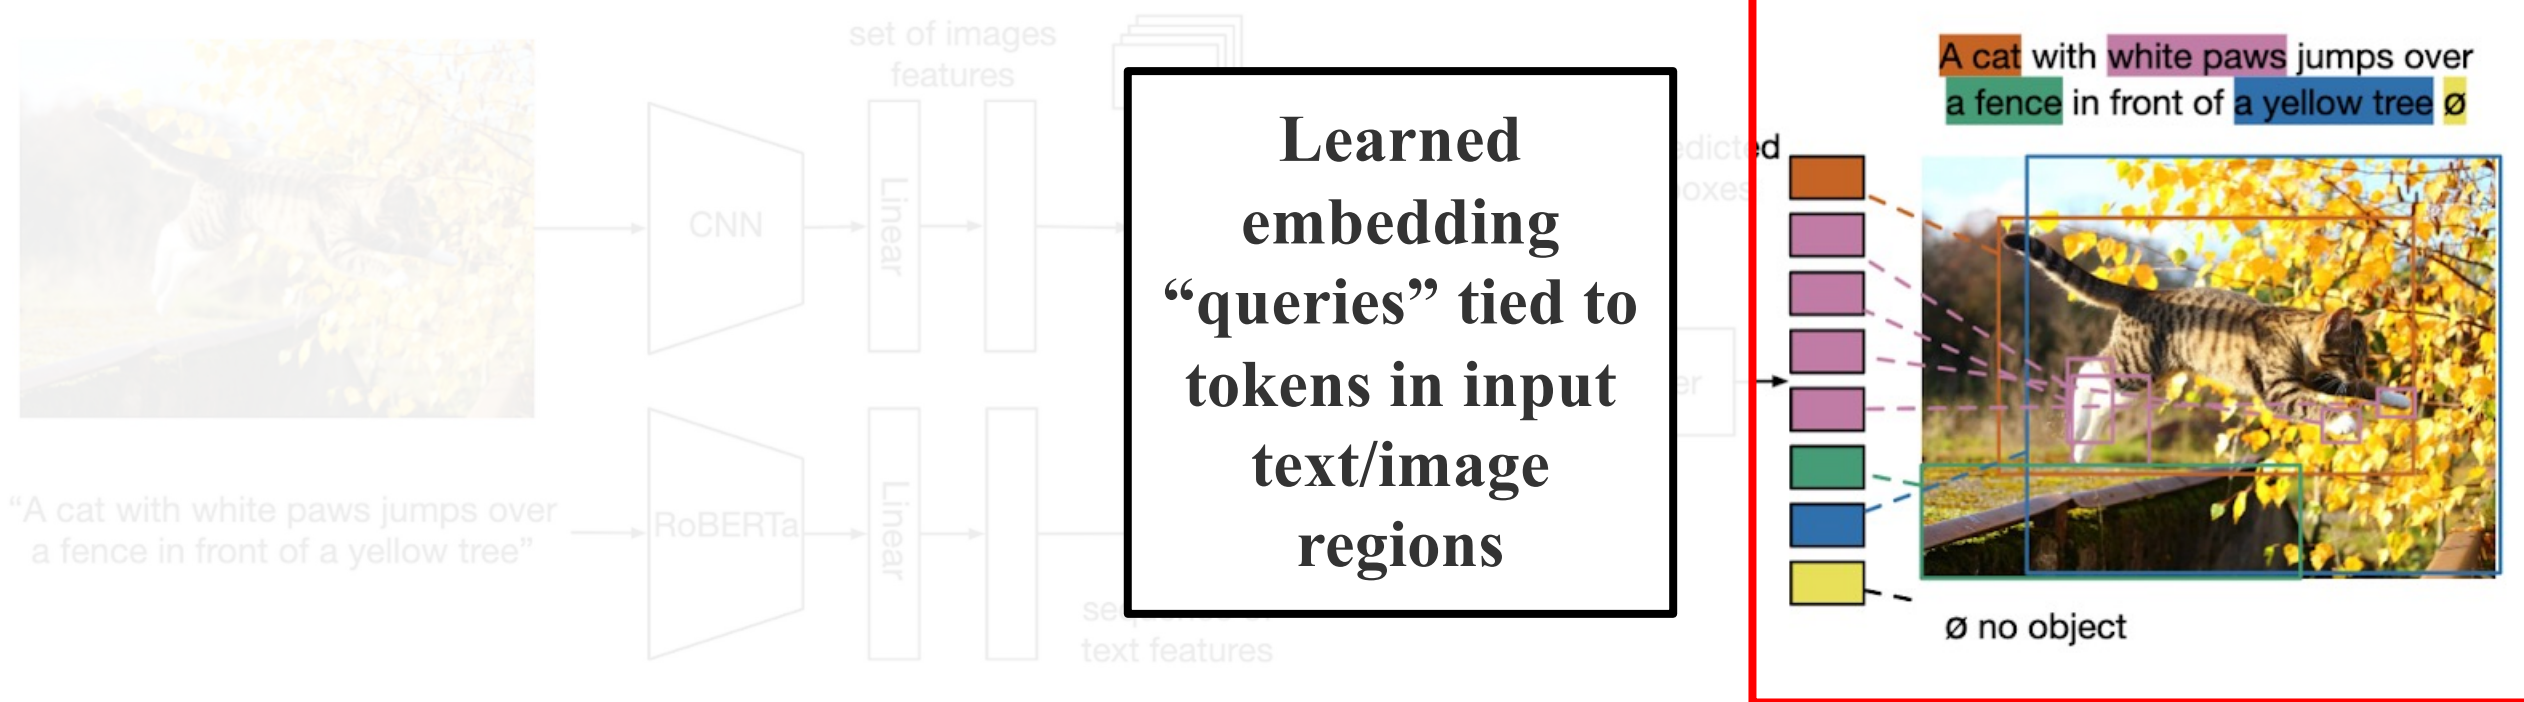 set of images
features
CNN
Linear
"A cat with white paws jumps over
a fence in front of a yellow tree"
RoBERTa
Linear
text features
Learned
embedding
“queries” tied to
tokens in input
text/image
regions
A cat with white paws jumps over
a fence in front of a yellow tree ø
ø no object